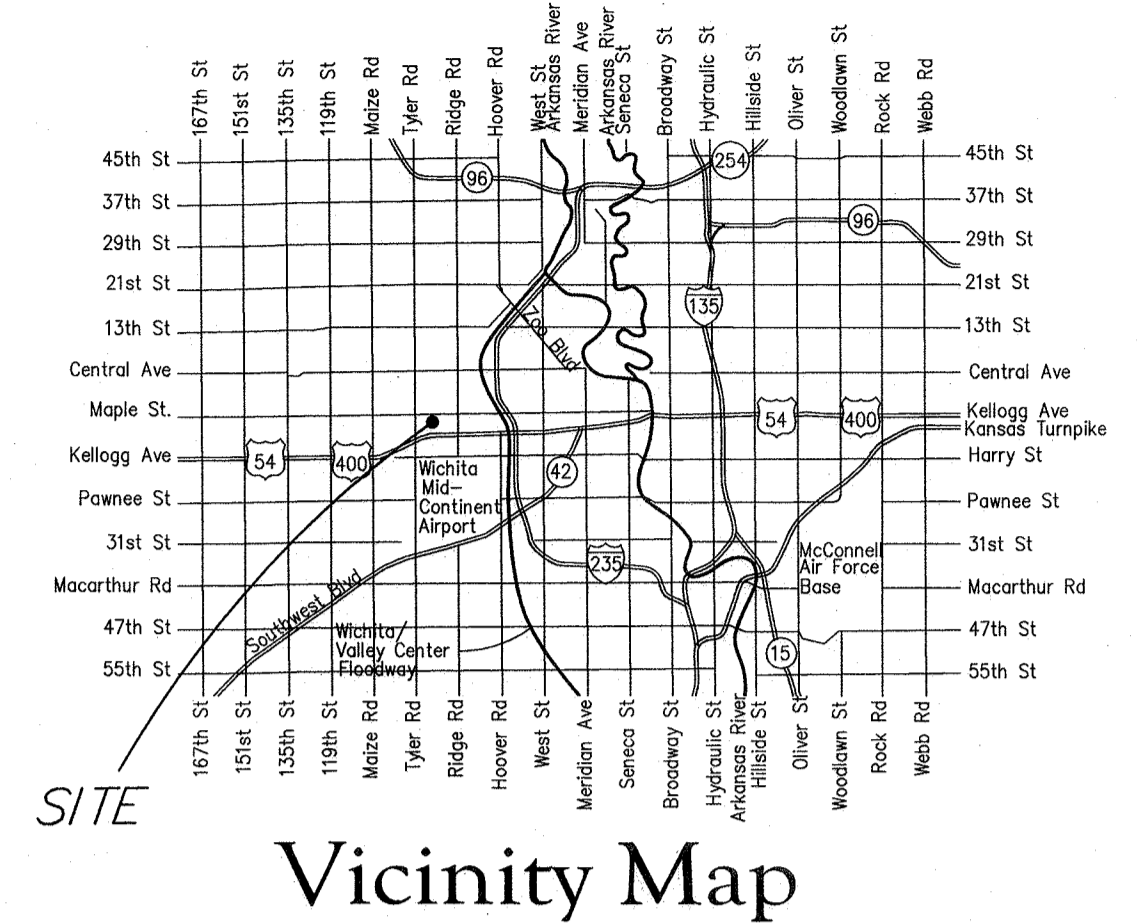 167th St
151st St
135th St
119th St
Maize Rd
Tyler Rd
Ridge Rd
Hoover Rd
West St
Arkansas River
Meridian Ave
Arkansas River
Seneca St
Broadway St
Hydraulic St
Hillside St
Oliver St
Woodlawn St
Rock Rd
Webb Rd
45th St
37th St
29th St
21st St
13th St
Central Ave
Maple St.
Kellogg Ave
Pawnee St
31st St
Macarthur Rd
47th St
55th St
96
254
96
135
Zoo Blvd
54
400
54
400
42
Wichita
Mid-
Continent
Airport
235
Southwest Blvd
Wichita/
Valley Center
Floodway
McConnell
Air Force
Base
15
45th St
37th St
29th St
21st St
13th St
Central Ave
Kellogg Ave
Kansas Turnpike
Harry St
Pawnee St
31st St
Macarthur Rd
47th St
55th St
167th St
151st St
135th St
119th St
Maize Rd
Tyler Rd
Ridge Rd
Hoover Rd
West St
Meridian Ave
Seneca St
Broadway St
Hydraulic St
Arkansas River
Hillside St
Oliver St
Woodlawn St
Rock Rd
Webb Rd
SITE
Vicinity Map